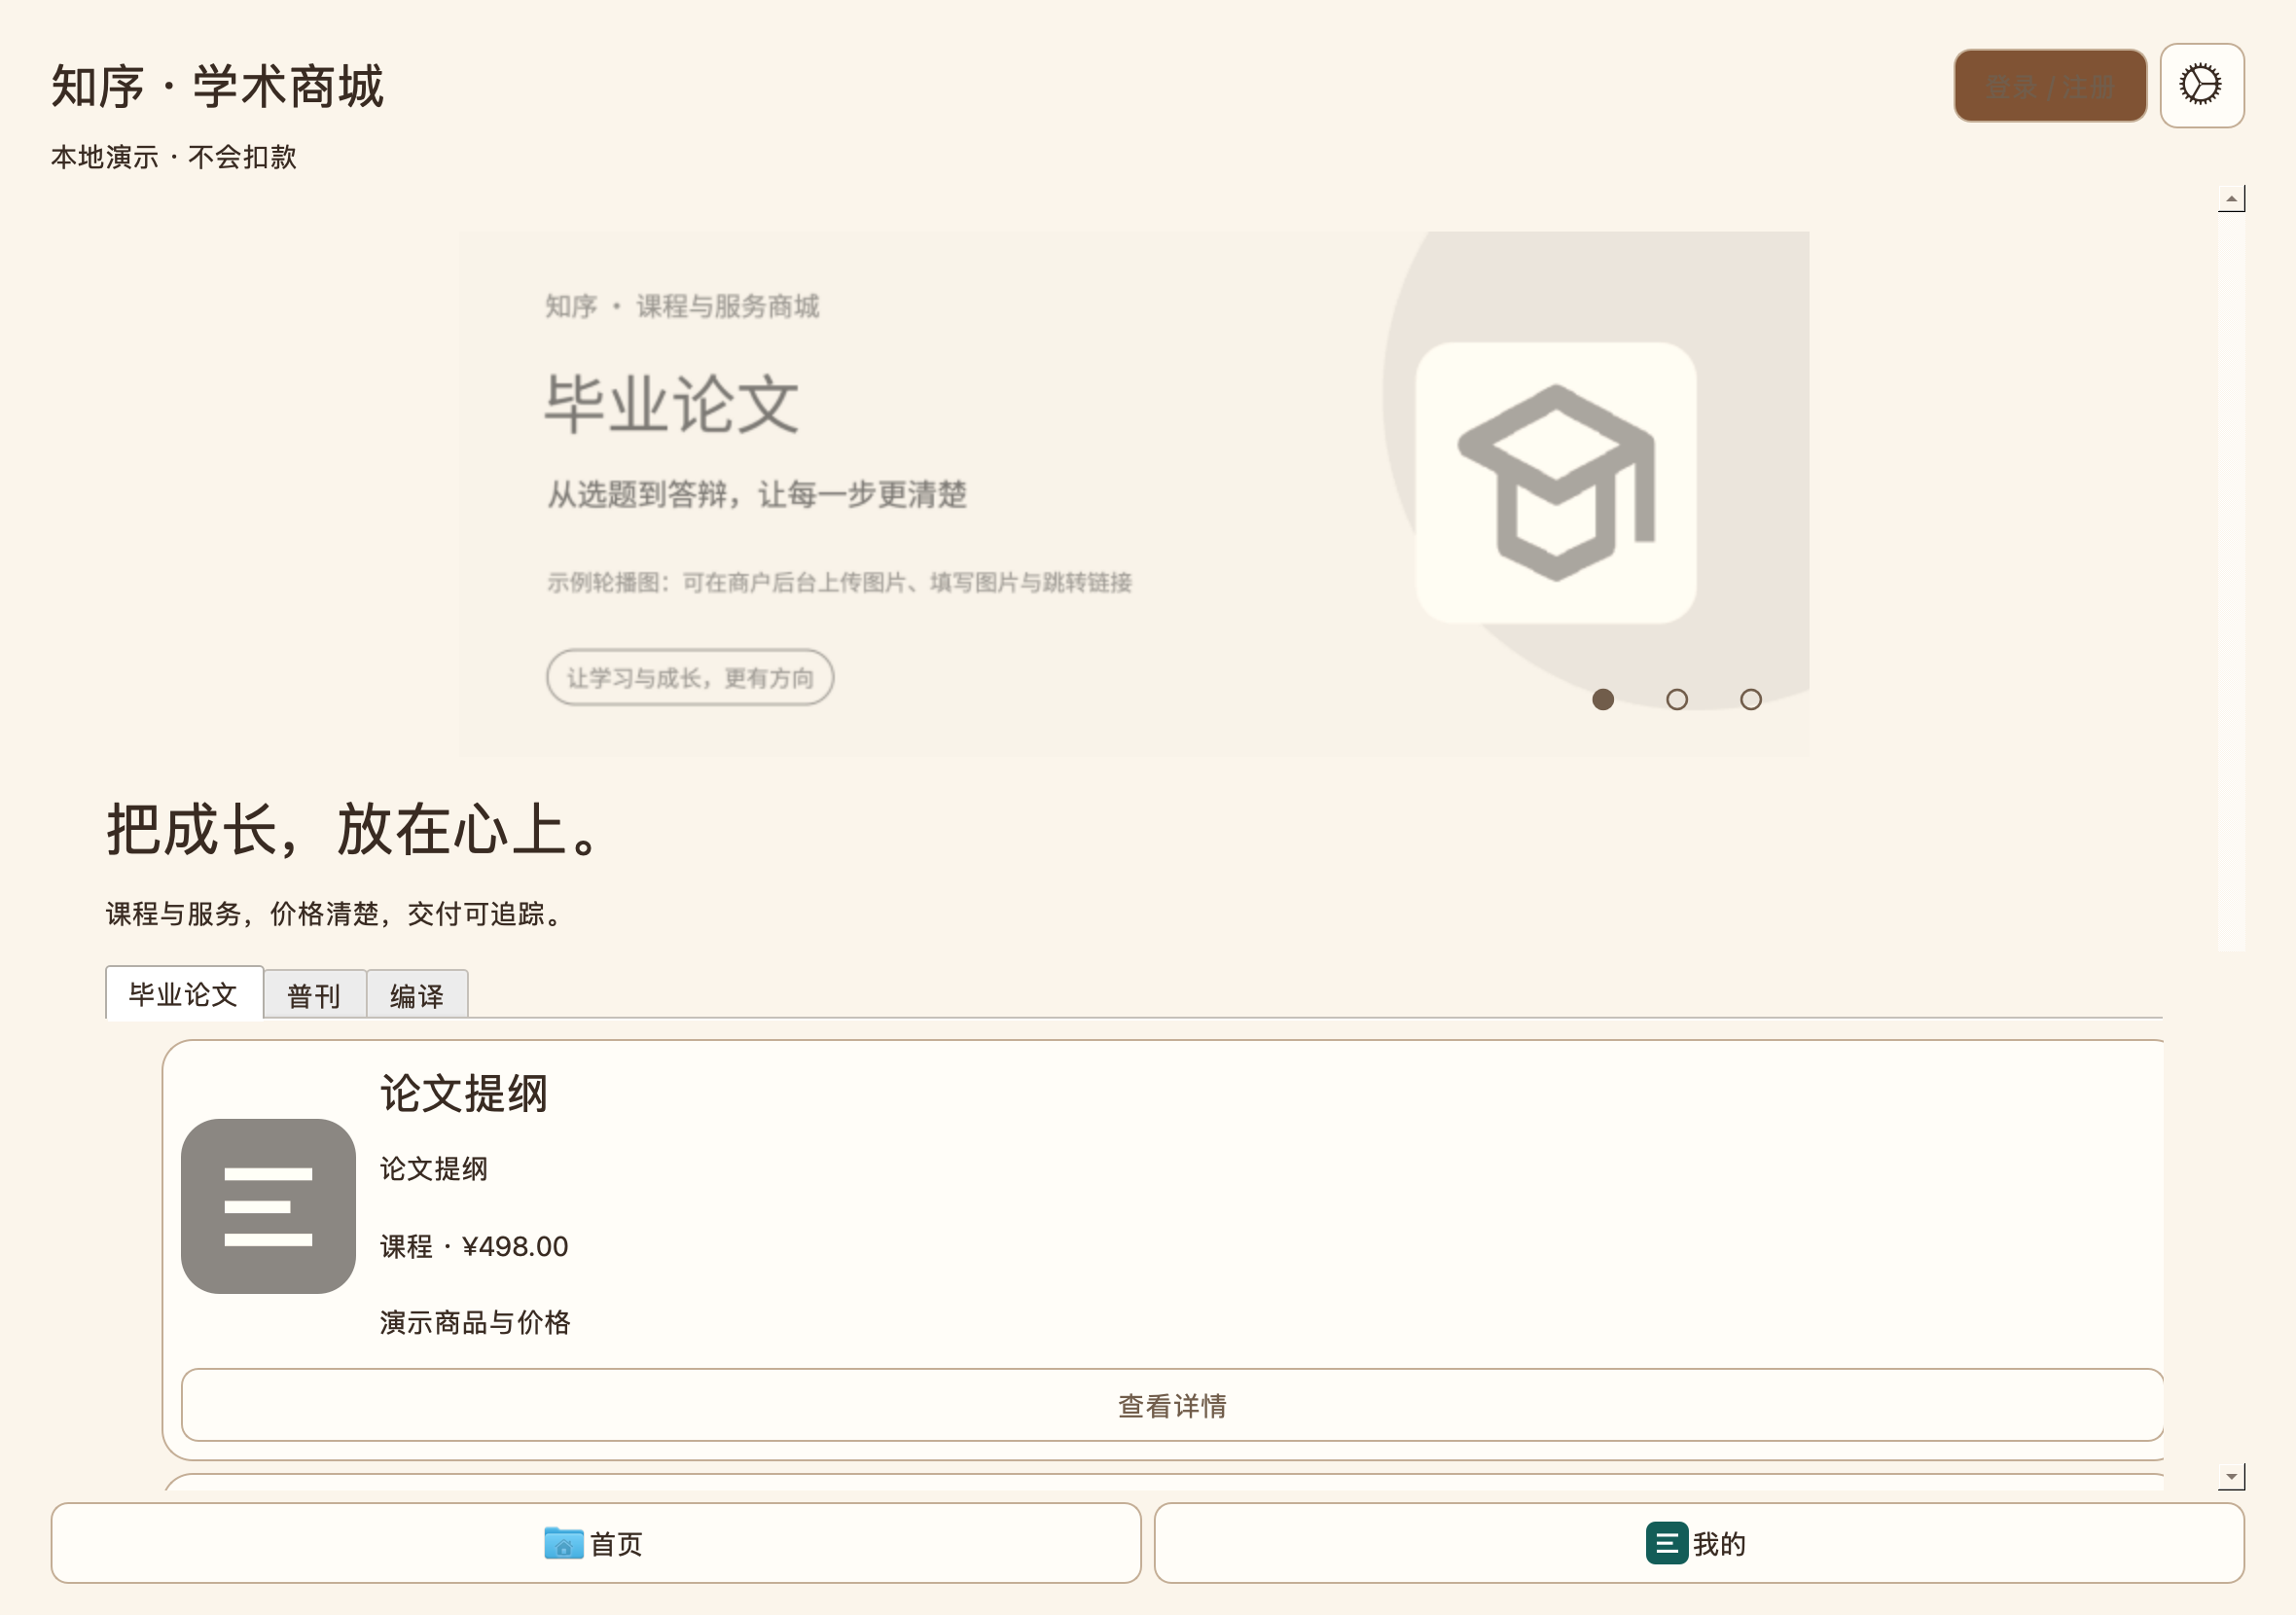 知序 · 学术商城
登录 / 注册
本地演示 · 不会扣款
知序 · 课程与服务商城
毕业论文
从选题到答辩，让每一步更清楚
示例轮播图：可在商户后台上传图片、填写图片与跳转链接
让学习与成长，更有方向
把成长，放在心上。
课程与服务，价格清楚，交付可追踪。
毕业论文 普刊 编译
论文提纲
论文提纲
课程 · ¥498.00
演示商品与价格
查看详情
首页 我的